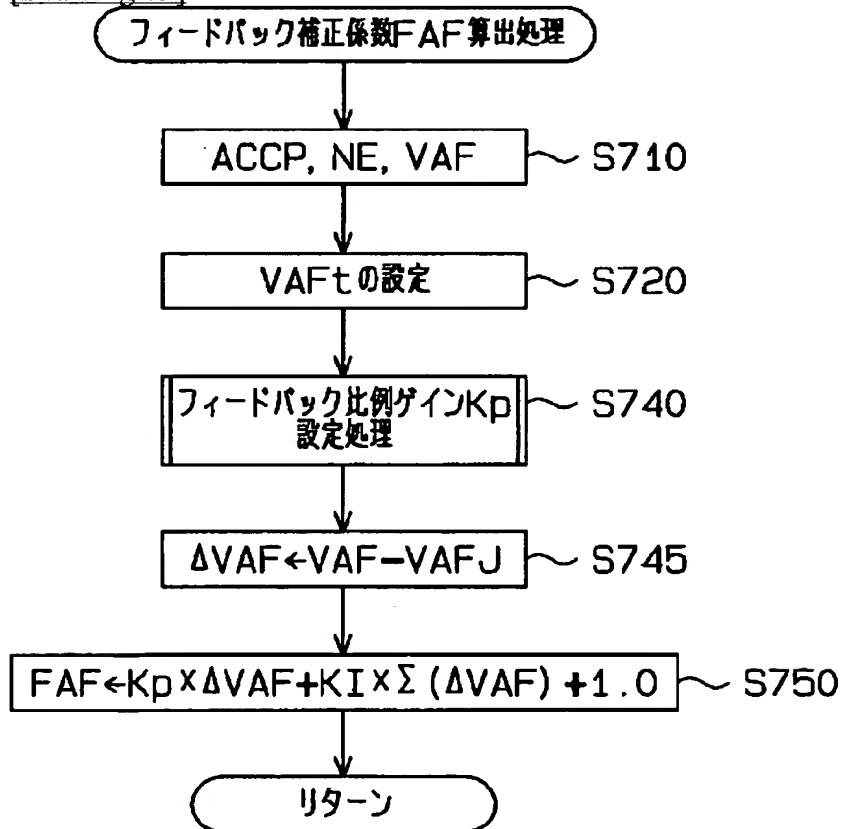 フィードバック補正係数FAF算出処理
ACCP, NE, VAF
S710
VAFtの設定
S720
フィードバック比例ゲインKp
設定処理
S740
ΔVAF←VAF−VAFJ
S745
FAF←Kp×ΔVAF+KI×Σ(ΔVAF)+1.0
S750
リターン